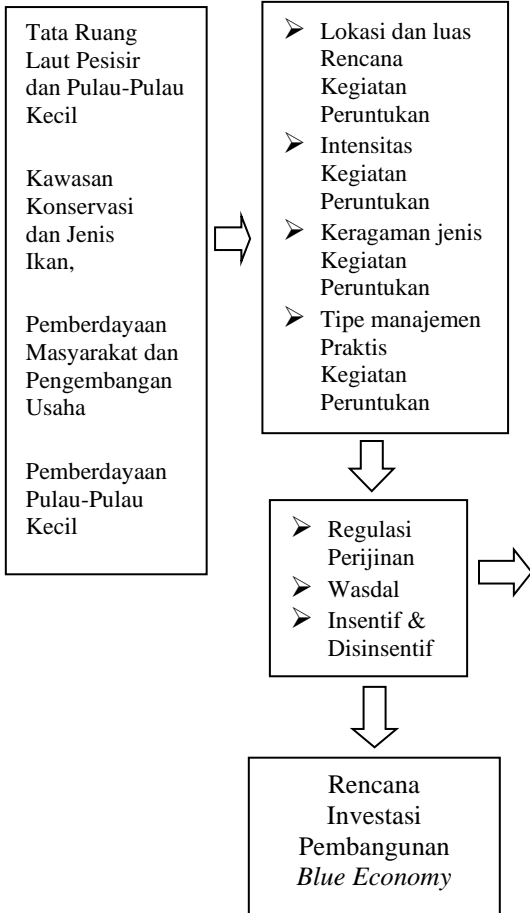 Tata Ruang
Laut Pesisir
dan Pulau-Pulau
Kecil
Kawasan
Konservasi
dan Jenis
Ikan,
Pemberdayaan
Masyarakat dan
Pengembangan
Usaha
Pemberdayaan
Pulau-Pulau
Kecil
➢ Lokasi dan luas
Rencana
Kegiatan
Peruntukan
➢ Intensitas
Kegiatan
Peruntukan
➢ Keragaman jenis
Kegiatan
Peruntukan
➢ Tipe manajemen
Praktis
Kegiatan
Peruntukan
➢ Regulasi
Perijinan
➢ Wasdal
➢ Insentif &
Disinsentif
Rencana
Investasi
Pembangunan
Blue Economy